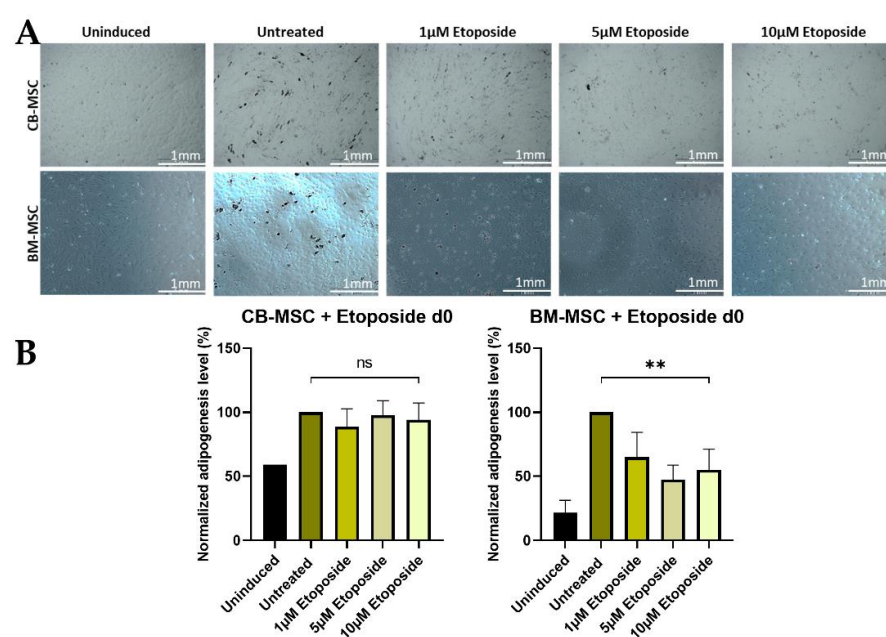 A
Uninduced Untreated 1µM Etoposide 5µM Etoposide 10µM Etoposide
CB-MSC
1mm 1mm 1mm 1mm 1mm
BM-MSC
1mm 1mm 1mm 1mm 1mm
B
CB-MSC + Etoposide d0
Normalized adipogenesis level (%)
150
100
50
0
ns
Uninduced
Untreated
1µM Etoposide
5µM Etoposide
10µM Etoposide
BM-MSC + Etoposide d0
Normalized adipogenesis level (%)
150
100
50
0
**
Uninduced
Untreated
1µM Etoposide
5µM Etoposide
10µM Etoposide